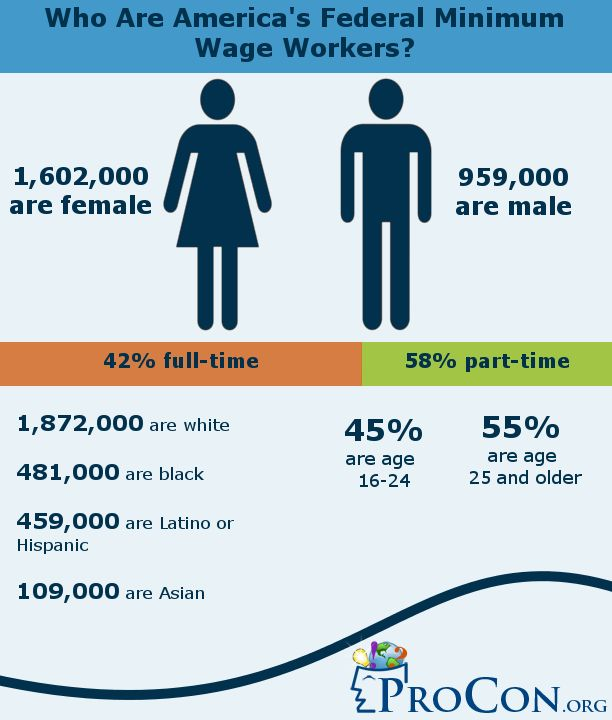 Who Are America's Federal Minimum
Wage Workers?
1,602,000
are female
959,000
are male
42% full-time
58% part-time
1,872,000 are white
481,000 are black
459,000 are Latino or
Hispanic
109,000 are Asian
45%
are age
16-24
55%
are age
25 and older
PROCON.ORG